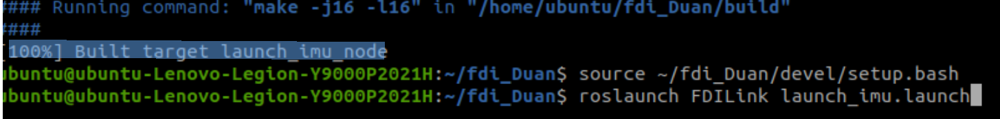 #### Running command: "make -j16 -l16" in "/home/ubuntu/fdi_Duan/build"
####
[100%] Built target launch_imu_node
ubuntu@ubuntu-Lenovo-Legion-Y9000P2021H:~/fdi_Duan$ source ~/fdi_Duan/devel/setup.bash
ubuntu@ubuntu-Lenovo-Legion-Y9000P2021H:~/fdi_Duan$ roslaunch FDILink launch_imu.launch